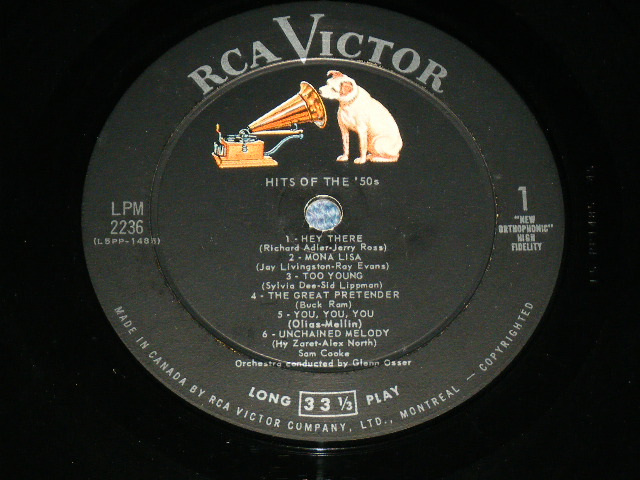 RCA VICTOR
HITS OF THE '50s
LPM
2236
(L5PP-1481)
1
"NEW
ORTHOPHONIC"
HIGH
FIDELITY
1 - HEY THERE
(Richard Adler-Jerry Ross)
2 - MONA LISA
(Jay Livingston-Ray Evans)
3 - TOO YOUNG
(Sylvia Dee-Sid Lippman)
4 - THE GREAT PRETENDER
(Buck Ram)
5 - YOU, YOU, YOU
(Olias-Mellin)
6 - UNCHAINED MELODY
(Hy Zaret-Alex North)
Sam Cooke
Orchestra conducted by Glenn Osser
LONG 33 1/3 PLAY
MADE IN CANADA BY RCA VICTOR COMPANY, LTD., MONTREAL — COPYRIGHTED